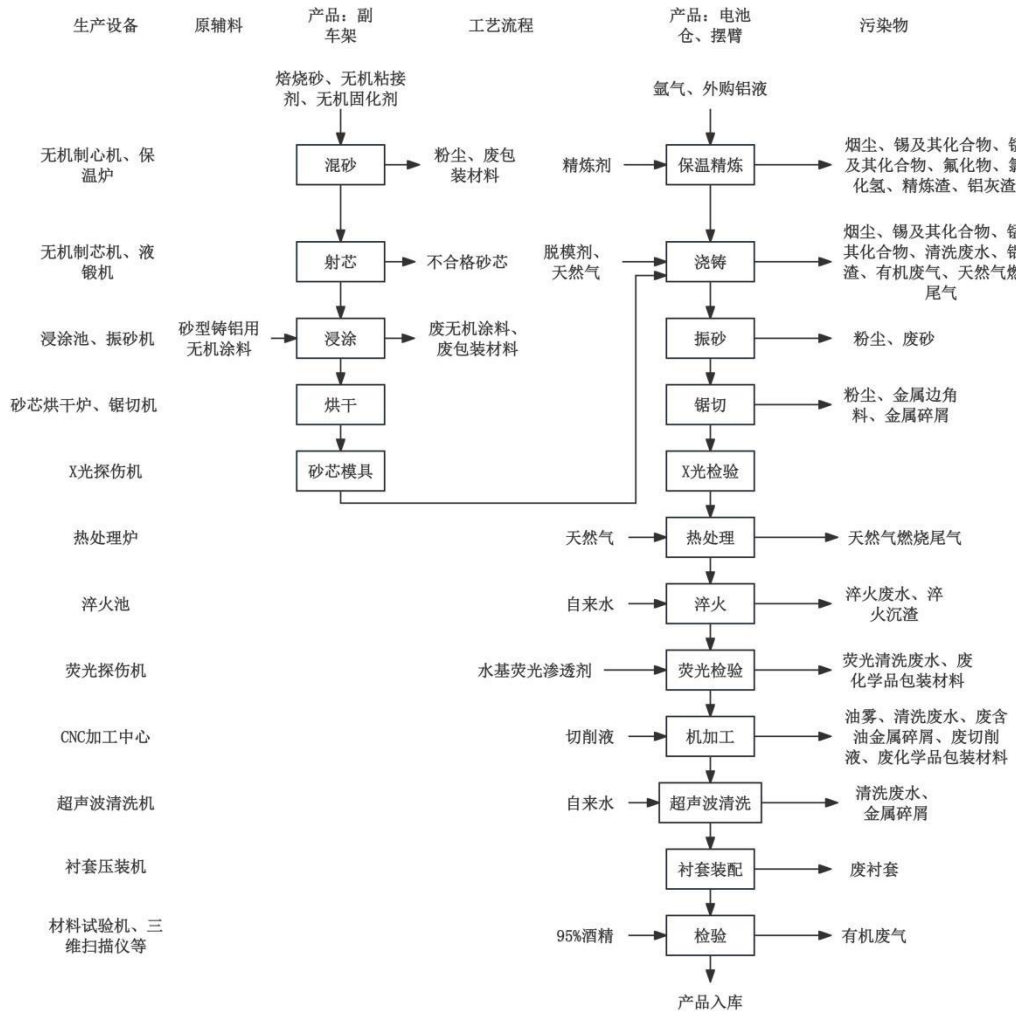 生产设备
原辅料
产品：副
车架
工艺流程
产品：电池
仓、摆臂
污染物
焙烧砂、无机粘接
剂、无机固化剂
氩气、外购铝液
无机制心机、保
温炉
混砂
粉尘、废包
装材料
精炼剂
保温精炼
烟尘、锡及其化合物、
及其化合物、氟化物、
化氢、精炼渣、铝灰渣
无机制芯机、液
锻机
射芯
不合格砂芯
脱模剂、
天然气
浇铸
烟尘、锡及其化合物、
其化合物、清洗废水、
渣、有机废气、天然气燃
尾气
浸涂池、振砂机
砂型铸铝用
无机涂料
浸涂
废无机涂料、
废包装材料
振砂
粉尘、废砂
砂芯烘干炉、锯切机
烘干
锯切
粉尘、金属边角
料、金属碎屑
X光探伤机
砂芯模具
X光检验
热处理炉
天然气
热处理
天然气燃烧尾气
淬火池
自来水
淬火
淬火废水、淬
火沉渣
荧光探伤机
水基荧光渗透剂
荧光检验
荧光清洗废水、废
化学品包装材料
CNC加工中心
切削液
机加工
油雾、清洗废水、废含
油金属碎屑、废切削
液、废化学品包装材料
超声波清洗机
自来水
超声波清洗
清洗废水、
金属碎屑
衬套压装机
衬套装配
废衬套
材料试验机、三
维扫描仪等
95%酒精
检验
有机废气
产品入库